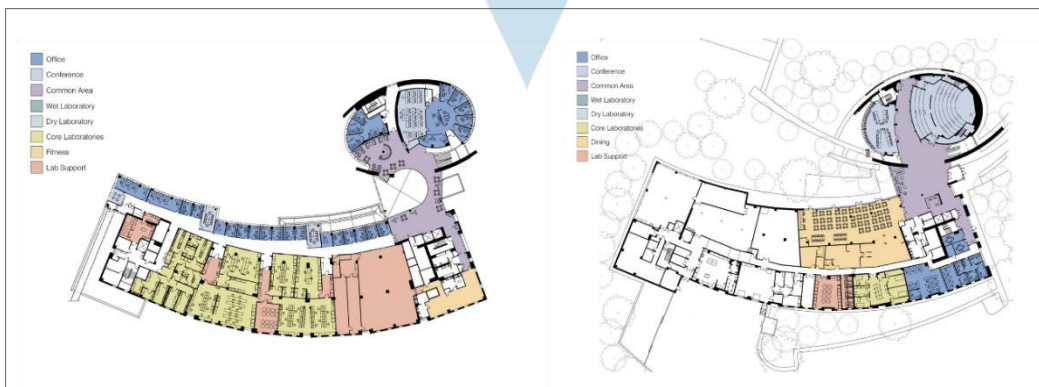 Office
Conference
Common Area
Wet Laboratory
Dry Laboratory
Core Laboratories
Fitness
Lab Support
Office
Conference
Common Area
Wet Laboratory
Dry Laboratory
Core Laboratories
Dining
Lab Support